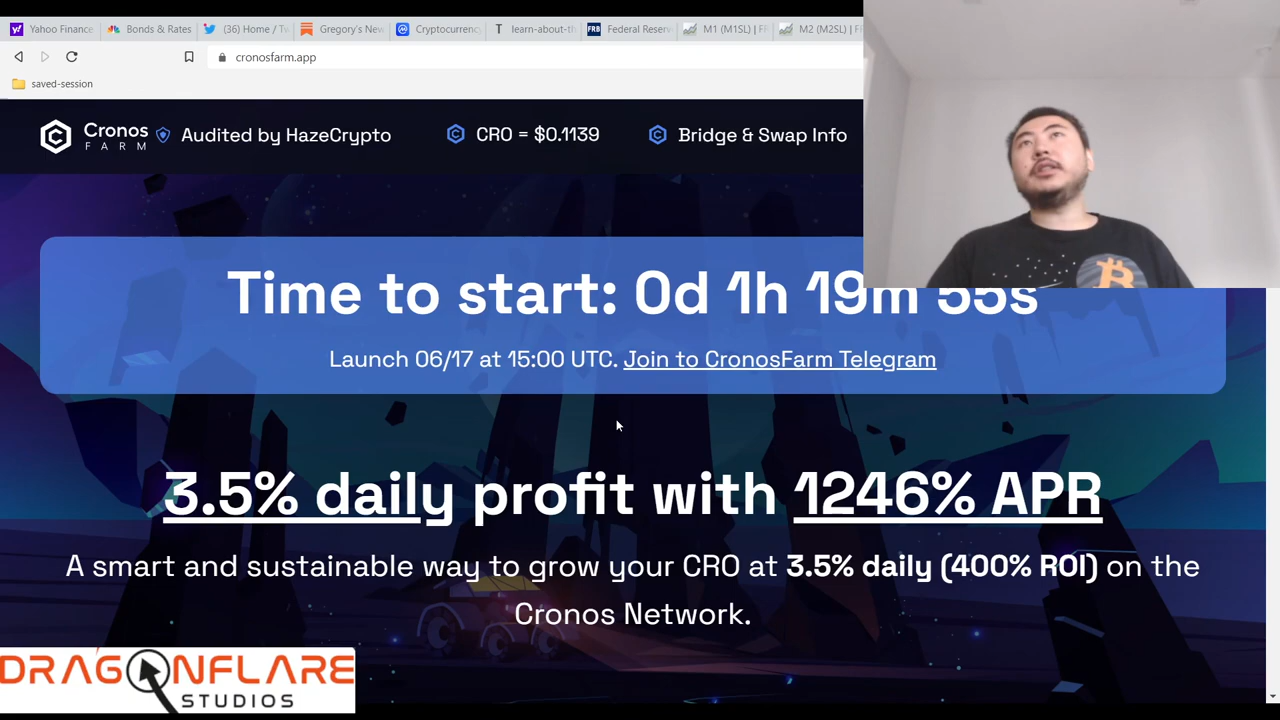 Yahoo Finance
Bonds & Rates
(36) Home / T
Gregory's New
Cryptocurrency
T learn-about-th
FRB Federal Reserv
M1 (M1SL) | F
M2 (M2SL) | F
cronosfarm.app
saved-session
Cronos
FARM
Audited by HazeCrypto
CRO = $0.1139
Bridge & Swap Info
Time to start: 0d 1h 19m 55s
Launch 06/17 at 15:00 UTC. Join to CronosFarm Telegram
3.5% daily profit with 1246% APR
A smart and sustainable way to grow your CRO at 3.5% daily (400% ROI) on the
Cronos Network.
DRAGONFLARE
STUDIOS